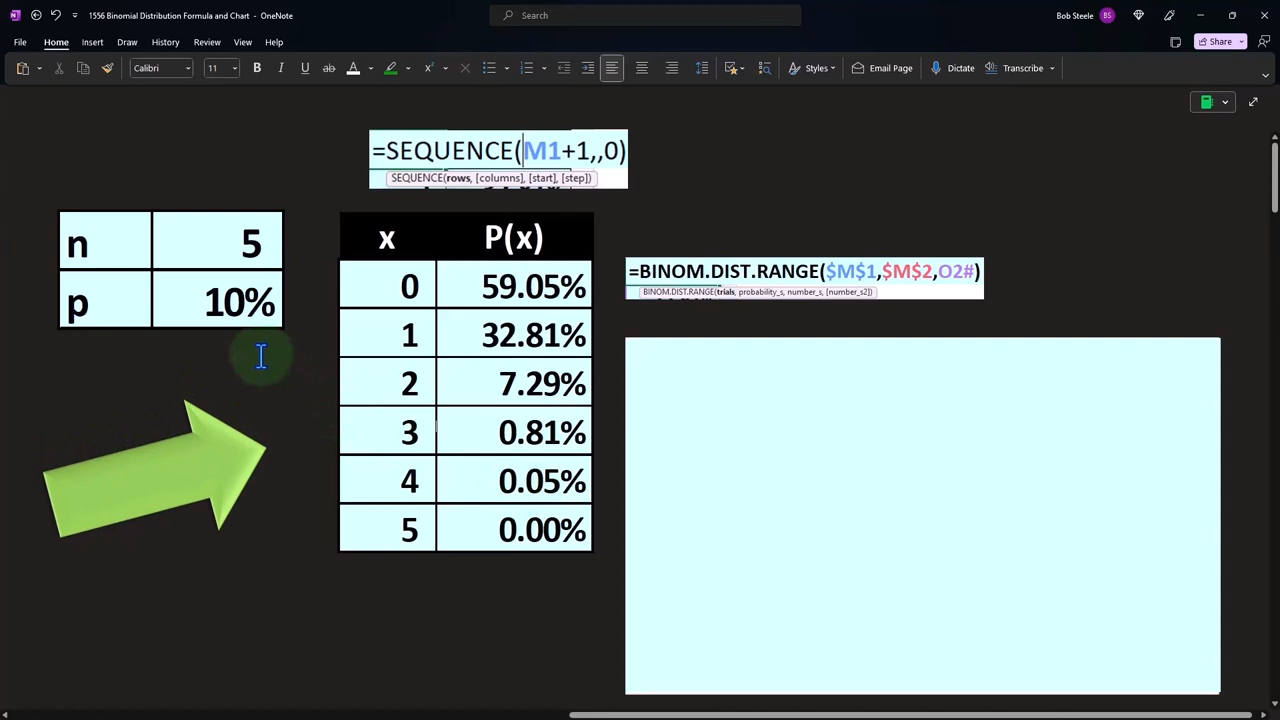 1556 Binomial Distribution Formula and Chart - OneNote
Search
Bob Steele
BS
File Home Insert Draw History Review View Help
Share
Calibri 11 B I U ab A x Styles Email Page Dictate Transcribe
=SEQUENCE(M1+1,,0)
SEQUENCE(rows, [columns], [start], [step])
n 5
p 10%
x P(x)
0 59.05%
1 32.81%
2 7.29%
3 0.81%
4 0.05%
5 0.00%
=BINOM.DIST.RANGE($M$1,$M$2,O2#)
BINOM.DIST.RANGE(trials, probability_s, number_s, [number_s2])